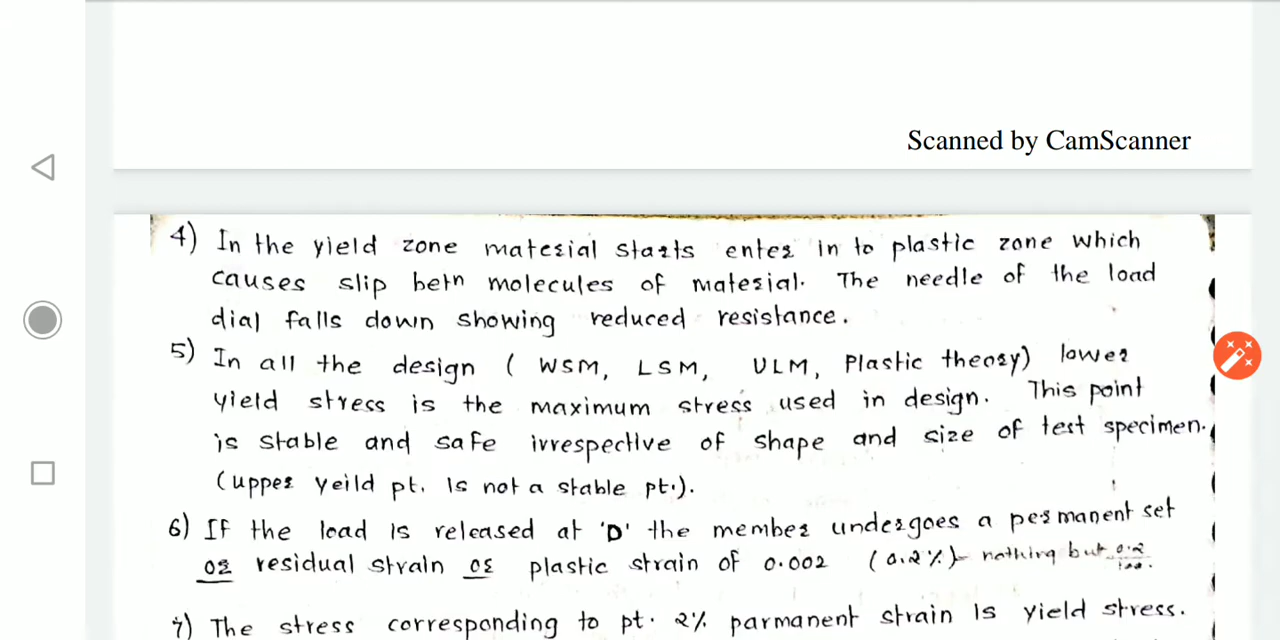 Scanned by CamScanner
4) In the yield zone material starts enter in to plastic zone which
causes slip betn molecules of material. The needle of the load
dial falls down showing reduced resistance.
5) In all the design ( WSM, LSM, ULM, Plastic theory) lower
yield stress is the maximum stress used in design. This point
is stable and safe irrespective of shape and size of test specimen.
(upper yeild pt. Is not a stable pt.).
6) If the load is released at 'D' the member undergoes a permanent set
or residual strain or plastic strain of 0.002 (0.2%) nothing but 0.2/100.
7) The stress corresponding to pt. 2% parmanent strain Is yield stress.